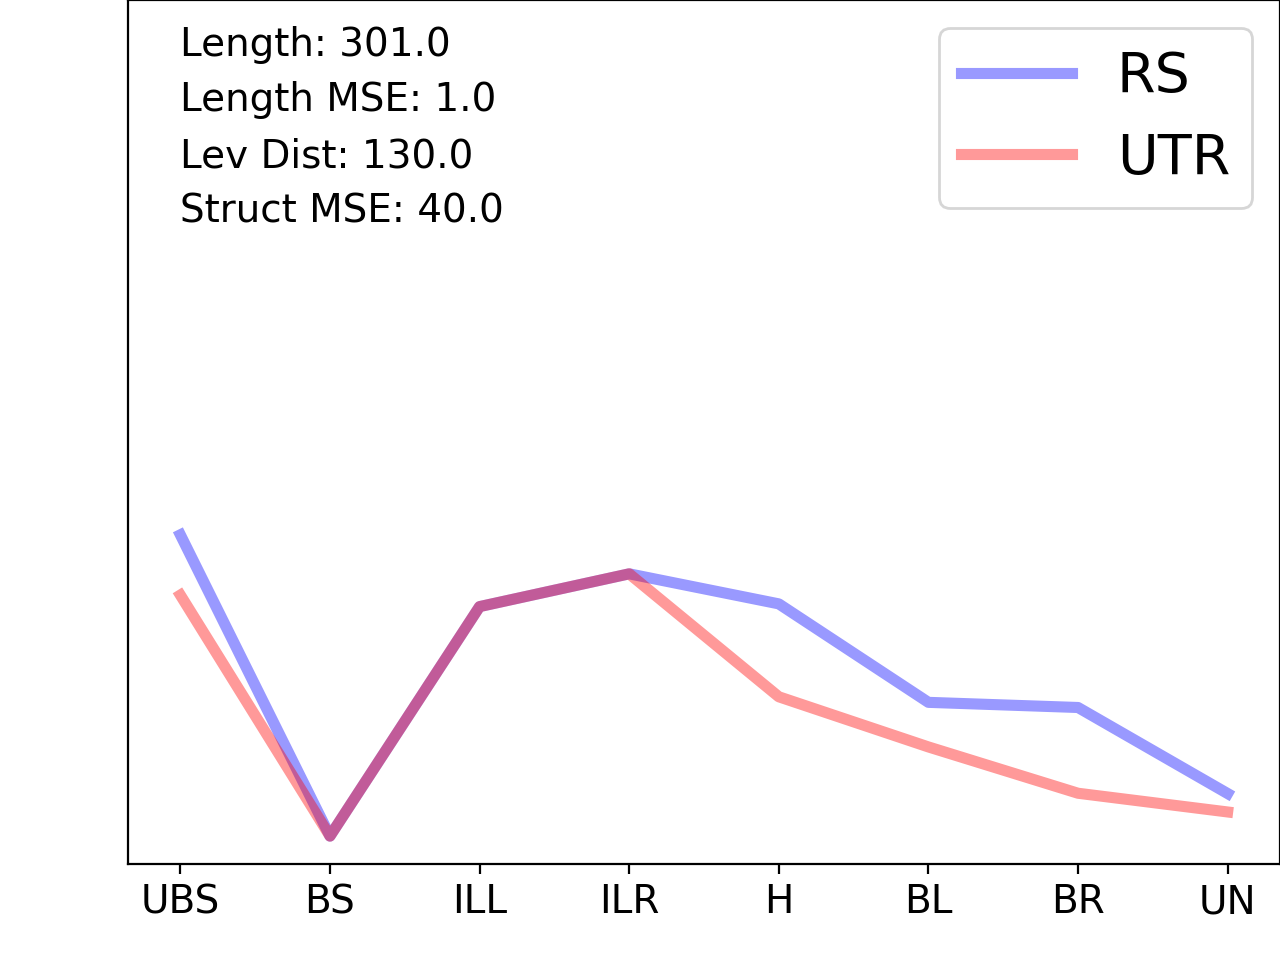 Length: 301.0
Length MSE: 1.0
Lev Dist: 130.0
Struct MSE: 40.0
RS
UTR
UBS BS ILL ILR H BL BR UN